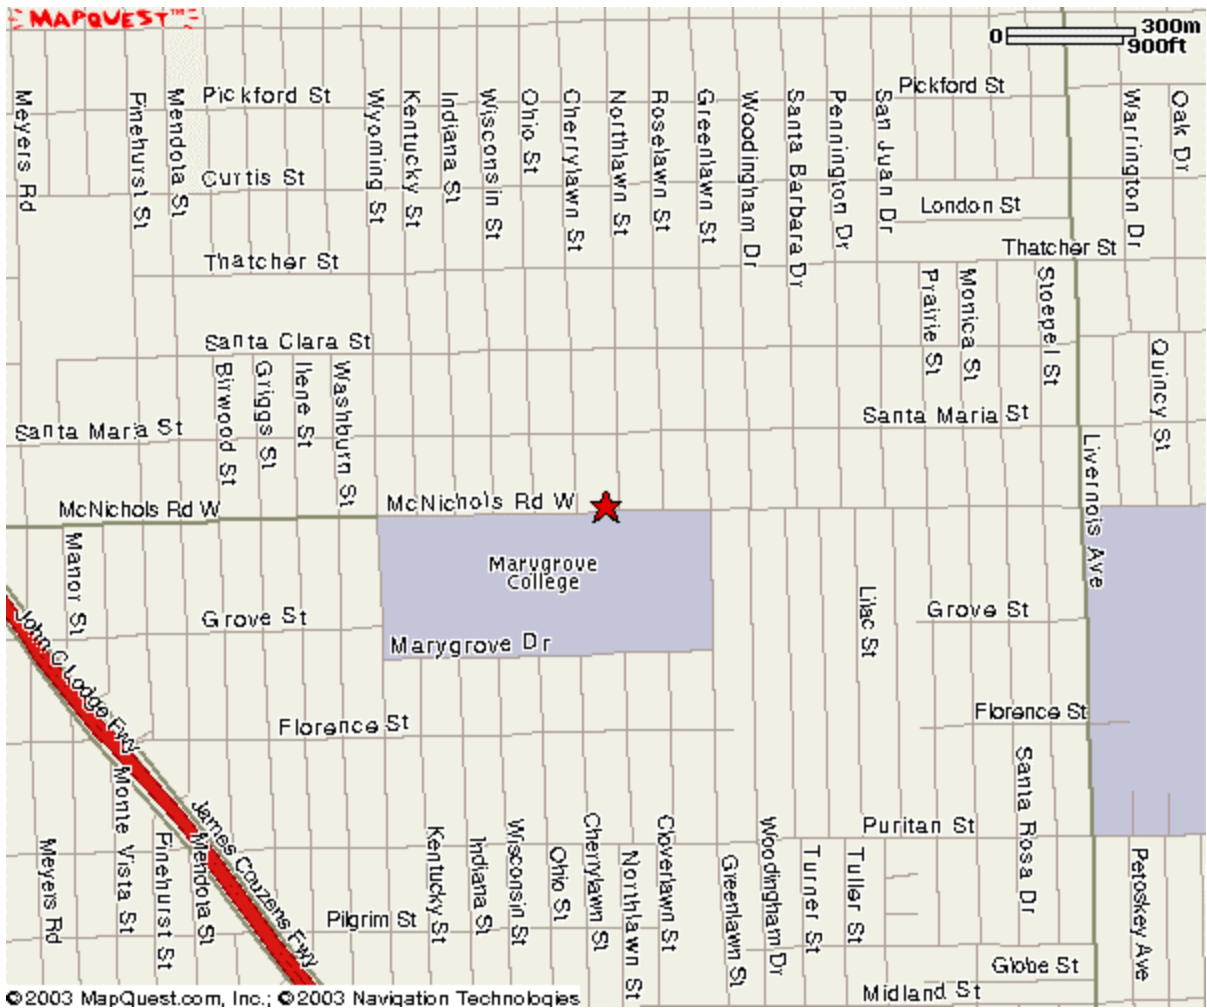 MAPQUEST™
0 300m
900ft
Pickford St
Pickford St
Meyers Rd
Pinehurst St
Mendota St
Wyoming St
Kentucky St
Indiana St
Wisconsin St
Ohio St
Cherrylawn St
Northlawn St
Roselawn St
Greenlawn St
Woodingham Dr
Santa Barbara Dr
Pennington Dr
San Juan Dr
Warrington Dr
Oak Dr
Curtis St
London St
Thatcher St
Thatcher St
Prairie St
Monica St
Stoepel St
Santa Clara St
Quincy St
Birwood St
Griggs St
Ilene St
Washburn St
Santa Maria St
Santa Maria St
Livernois Ave
McNichols Rd W
McNichols Rd W
Manor St
Marygrove
College
Lilac St
Grove St
Grove St
John C Lodge Fwy
Marygrove Dr
Florence St
Florence St
Santa Rosa Dr
Monte Vista St
James Couzens Fwy
Puritan St
Meyers Rd
Pinehurst St
Mendota St
Kentucky St
Indiana St
Wisconsin St
Ohio St
Cherrylawn St
Northlawn St
Cloverlawn St
Greenlawn St
Woodingham Dr
Turner St
Tuller St
Petoskey Ave
Pilgrim St
Globe St
Midland St
©2003 MapQuest.com, Inc.; ©2003 Navigation Technologies